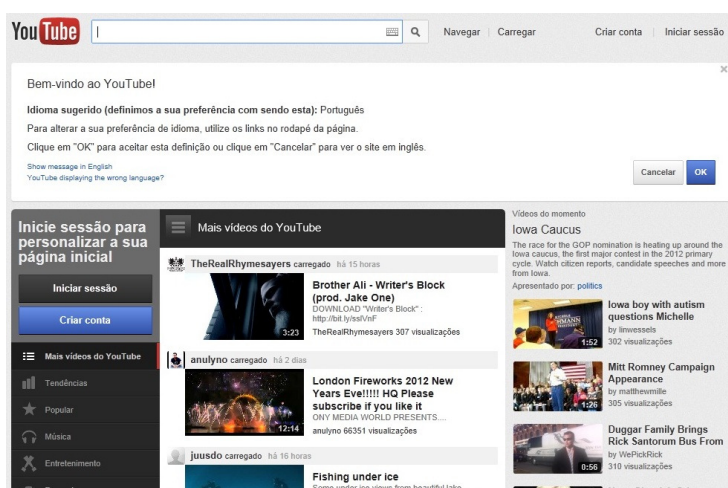 YouTube
Navegar
Carregar
Criar conta
Iniciar sessão
Bem-vindo ao YouTube!
Idioma sugerido (definimos a sua preferência com sendo esta): Português
Para alterar a sua preferência de idioma, utilize os links no rodapé da página.
Clique em "OK" para aceitar esta definição ou clique em "Cancelar" para ver o site em inglês.
Show message in English
YouTube displaying the wrong language?
Cancelar
OK
Inicie sessão para
personalizar a sua
página inicial
Iniciar sessão
Criar conta
Mais vídeos do YouTube
Tendências
Popular
Música
Entretenimento
Mais vídeos do YouTube
TheRealRhymesayers carregado há 15 horas
3:23
Brother Ali - Writer's Block
(prod. Jake One)
DOWNLOAD "Writer's Block" :
http://bit.ly/sslVnF
TheRealRhymesayers 307 visualizações
anulyno carregado há 2 dias
12:14
London Fireworks 2012 New
Years Eve!!!!! HQ Please
subscribe if you like it
ONY MEDIA WORLD PRESENTS....
anulyno 66351 visualizações
juusdo carregado há 16 horas
Fishing under ice
Vídeos do momento
Iowa Caucus
The race for the GOP nomination is heating up around the
Iowa caucus, the first major contest in the 2012 primary
cycle. Watch citizen reports, candidate speeches and more
from Iowa.
Apresentado por: politics
1:52
Iowa boy with autism
questions Michelle
by linwessels
302 visualizações
1:26
Mitt Romney Campaign
Appearance
by matthewmille
305 visualizações
0:56
Duggar Family Brings
Rick Santorum Bus From
by WePickRick
310 visualizações